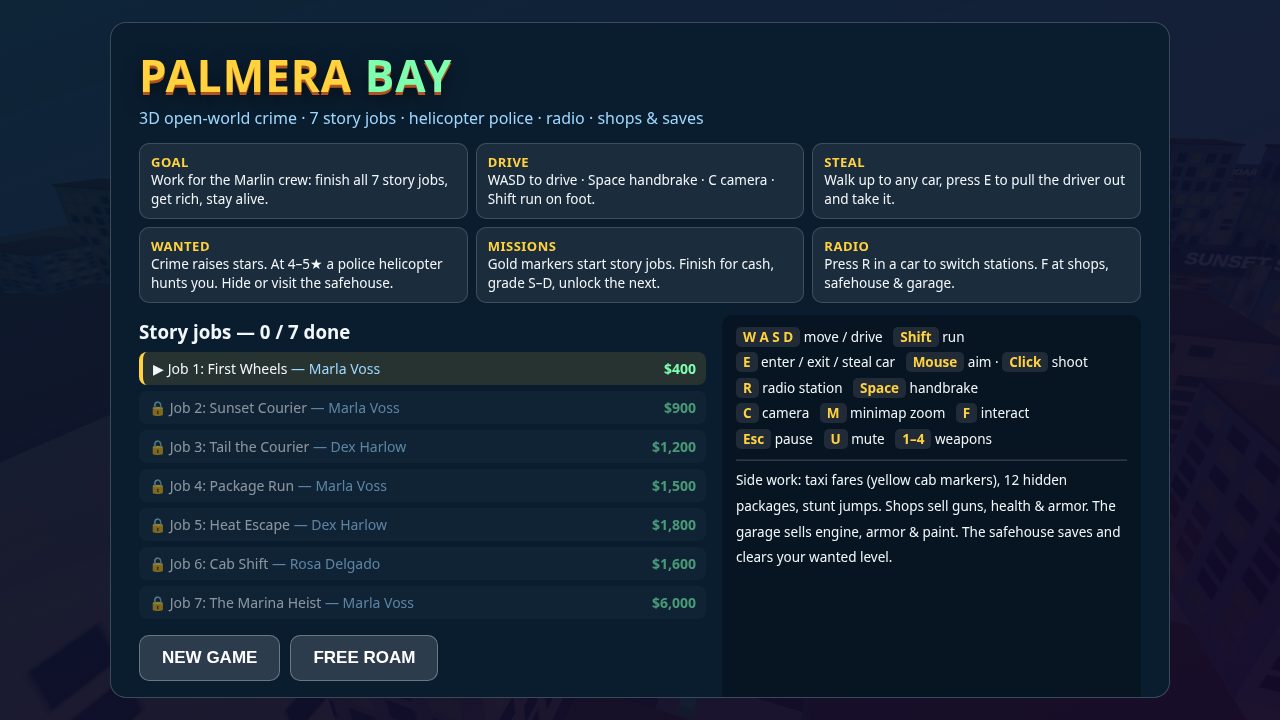 PALMERA BAY
3D open-world crime · 7 story jobs · helicopter police · radio · shops & saves
GOAL
Work for the Marlin crew: finish all 7 story jobs,
get rich, stay alive.
DRIVE
WASD to drive · Space handbrake · C camera ·
Shift run on foot.
STEAL
Walk up to any car, press E to pull the driver out
and take it.
WANTED
Crime raises stars. At 4–5★ a police helicopter
hunts you. Hide or visit the safehouse.
MISSIONS
Gold markers start story jobs. Finish for cash,
grade S–D, unlock the next.
RADIO
Press R in a car to switch stations. F at shops,
safehouse & garage.
Story jobs — 0 / 7 done
▶ Job 1: First Wheels — Marla Voss $400
🔒 Job 2: Sunset Courier — Marla Voss $900
🔒 Job 3: Tail the Courier — Dex Harlow $1,200
🔒 Job 4: Package Run — Marla Voss $1,500
🔒 Job 5: Heat Escape — Dex Harlow $1,800
🔒 Job 6: Cab Shift — Rosa Delgado $1,600
🔒 Job 7: The Marina Heist — Marla Voss $6,000
NEW GAME FREE ROAM
W A S D move / drive Shift run
E enter / exit / steal car Mouse aim · Click shoot
R radio station Space handbrake
C camera M minimap zoom F interact
Esc pause U mute 1–4 weapons
Side work: taxi fares (yellow cab markers), 12 hidden
packages, stunt jumps. Shops sell guns, health & armor. The
garage sells engine, armor & paint. The safehouse saves and
clears your wanted level.
SUNSET